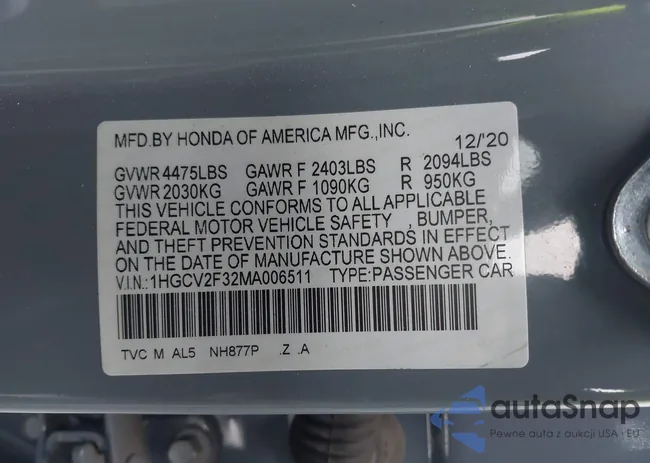 MFD.BY HONDA OF AMERICA MFG.,INC. 12/'20
GVWR 4475LBS GAWR F 2403LBS R 2094LBS
GVWR 2030KG GAWR F 1090KG R 950KG
THIS VEHICLE CONFORMS TO ALL APPLICABLE
FEDERAL MOTOR VEHICLE SAFETY , BUMPER,
AND THEFT PREVENTION STANDARDS IN EFFECT
ON THE DATE OF MANUFACTURE SHOWN ABOVE.
V.I.N.:1HGCV2F32MA006511 TYPE:PASSENGER CAR
TVC M AL5 NH877P .Z .A
autaSnap
Pewne auta z aukcji USA i EU